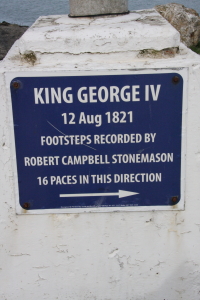 KING GEORGE IV
12 Aug 1821
FOOTSTEPS RECORDED BY
ROBERT CAMPBELL STONEMASON
16 PACES IN THIS DIRECTION